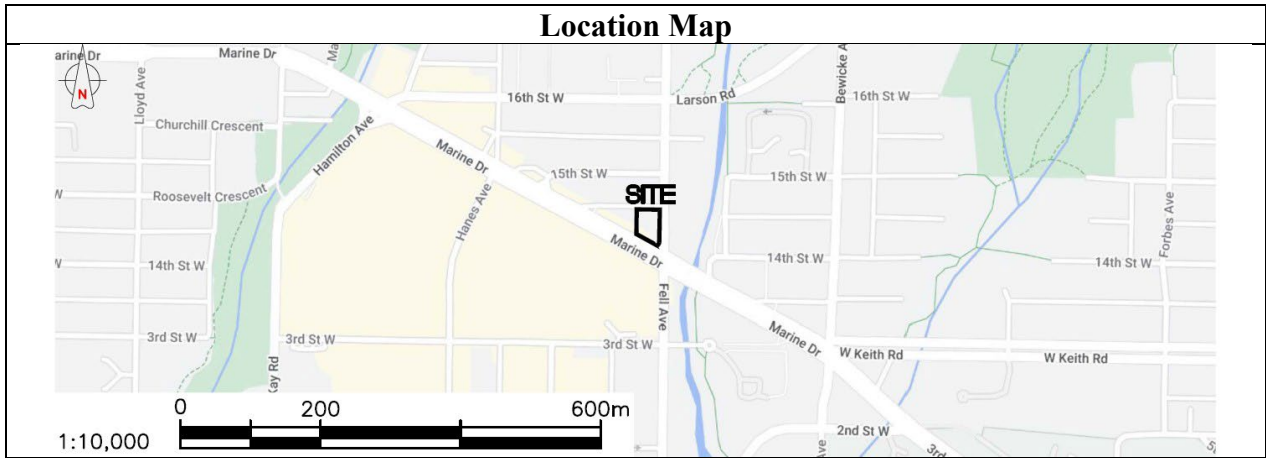 Location Map
arine Dr
Marine Dr
Ma
Bewicke A
Lloyd Ave
N
16th St W
Larson Rd
16th St W
Churchill Crescent
Hamilton Ave
Marine Dr
15th St W
15th St W
Roosevelt Crescent
SITE
Hanes Ave
Forbes Ave
Marine Dr
14th St W
14th St W
14th St W
Fell Ave
3rd St W
3rd St W
3rd St W
Marine Dr
W Keith Rd
W Keith Rd
Kay Rd
0 200 600m
1:10,000
2nd St W
Ave
3rd